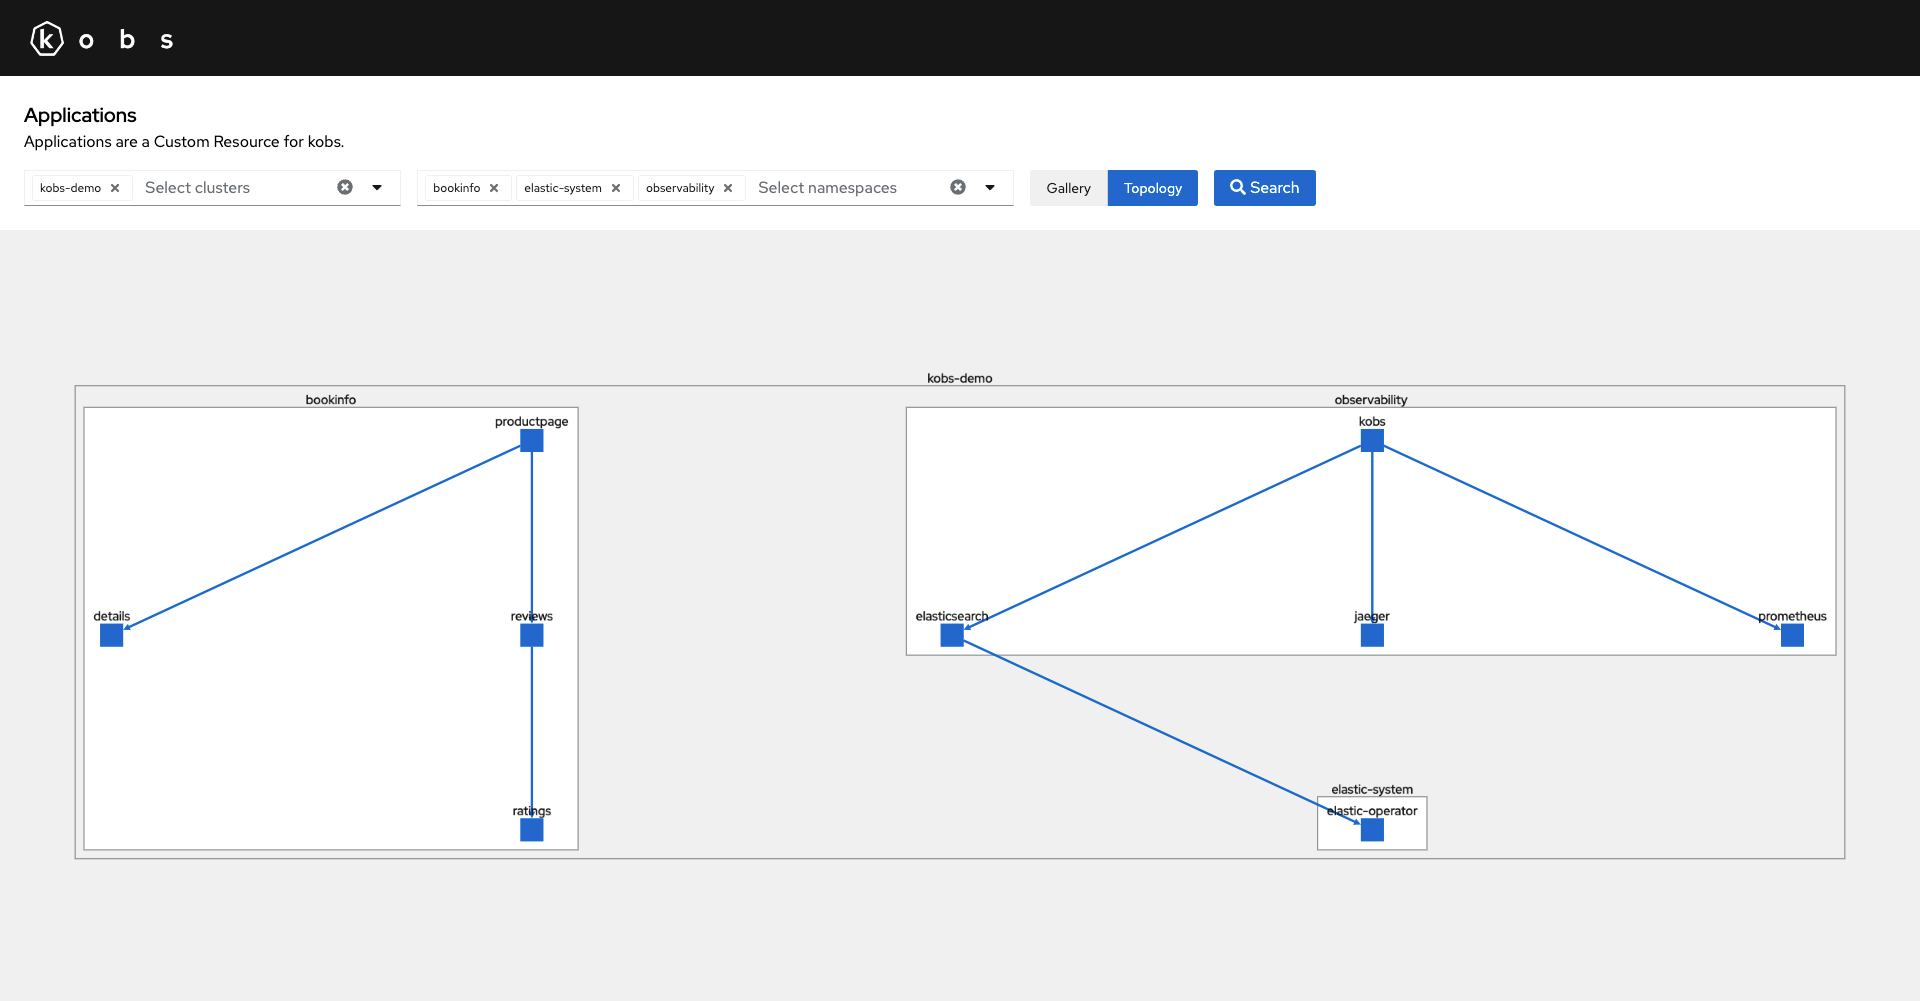 k o b s
Applications
Applications are a Custom Resource for kobs.
kobs-demo Select clusters bookinfo elastic-system observability Select namespaces Gallery Topology Search
kobs-demo
bookinfo observability
productpage kobs
details reviews elasticsearch jaeger prometheus
elastic-system
ratings elastic-operator